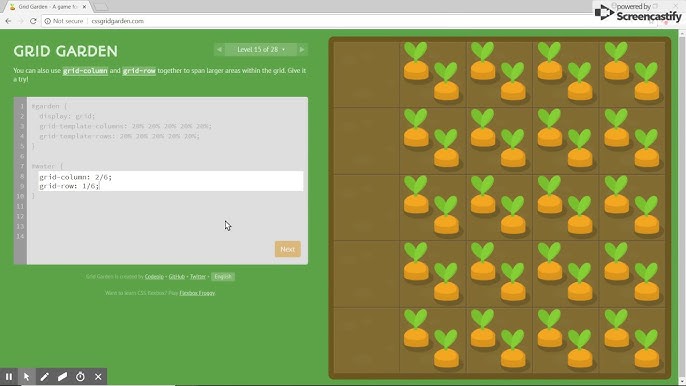 Grid Garden - A game fo
powered by
Screencastify
Not secure | cssgridgarden.com
GRID GARDEN
Level 15 of 28
You can also use grid-column and grid-row together to span larger areas within the grid. Give it a try!
1 #garden {
2 display: grid;
3 grid-template-columns: 20% 20% 20% 20% 20%;
4 grid-template-rows: 20% 20% 20% 20% 20%;
5 }
6
7 #water {
8 grid-column: 2/6;
9 grid-row: 1/6;
10 }
11
12
13
14
Next
Grid Garden is created by Codepip • GitHub • Twitter • English
Want to learn CSS flexbox? Play Flexbox Froggy.